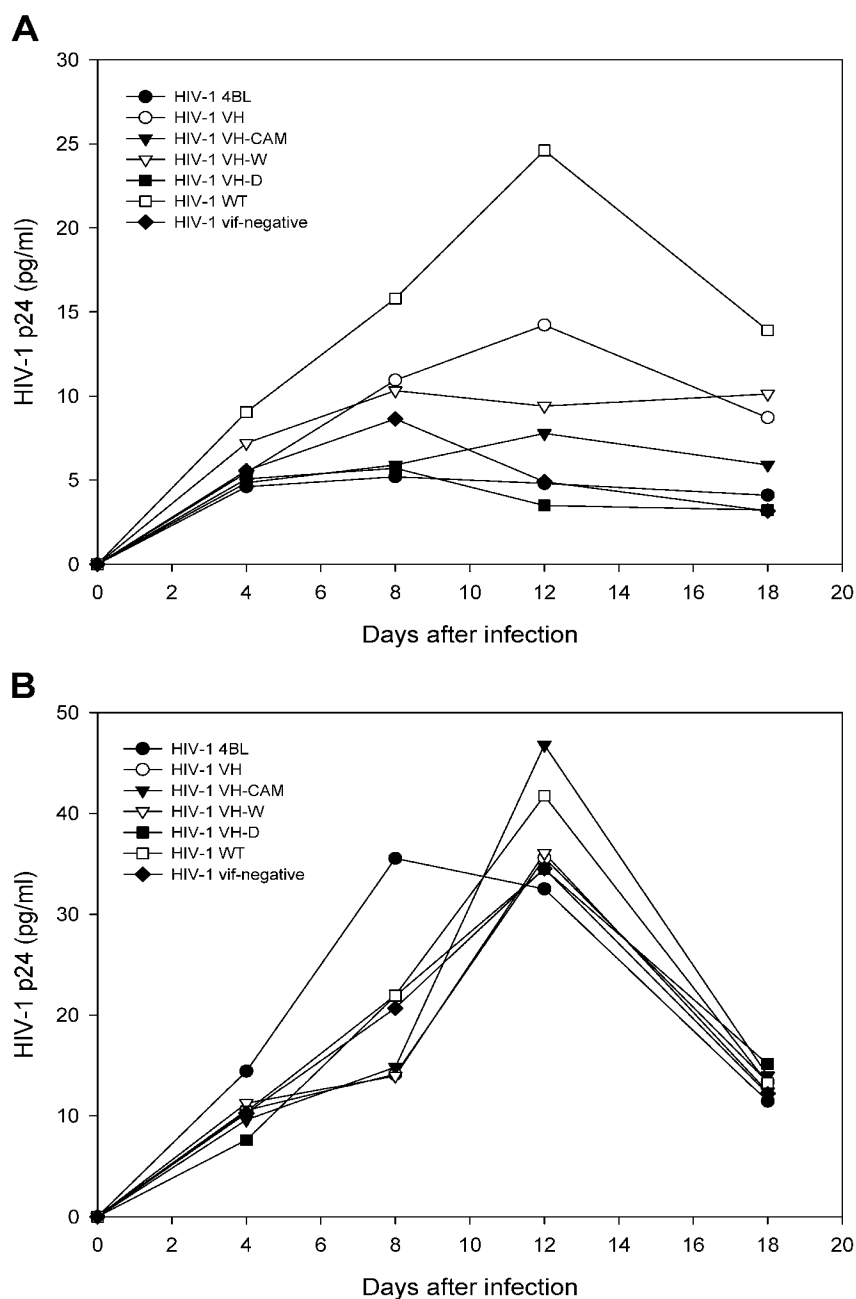 A
30
25
20
15
10
5
0
HIV-1 p24 (pg/ml)
HIV-1 4BL
HIV-1 VH
HIV-1 VH-CAM
HIV-1 VH-W
HIV-1 VH-D
HIV-1 WT
HIV-1 vif-negative
0 2 4 6 8 10 12 14 16 18 20
Days after infection
B
50
40
30
20
10
0
HIV-1 p24 (pg/ml)
HIV-1 4BL
HIV-1 VH
HIV-1 VH-CAM
HIV-1 VH-W
HIV-1 VH-D
HIV-1 WT
HIV-1 vif-negative
0 2 4 6 8 10 12 14 16 18 20
Days after infection